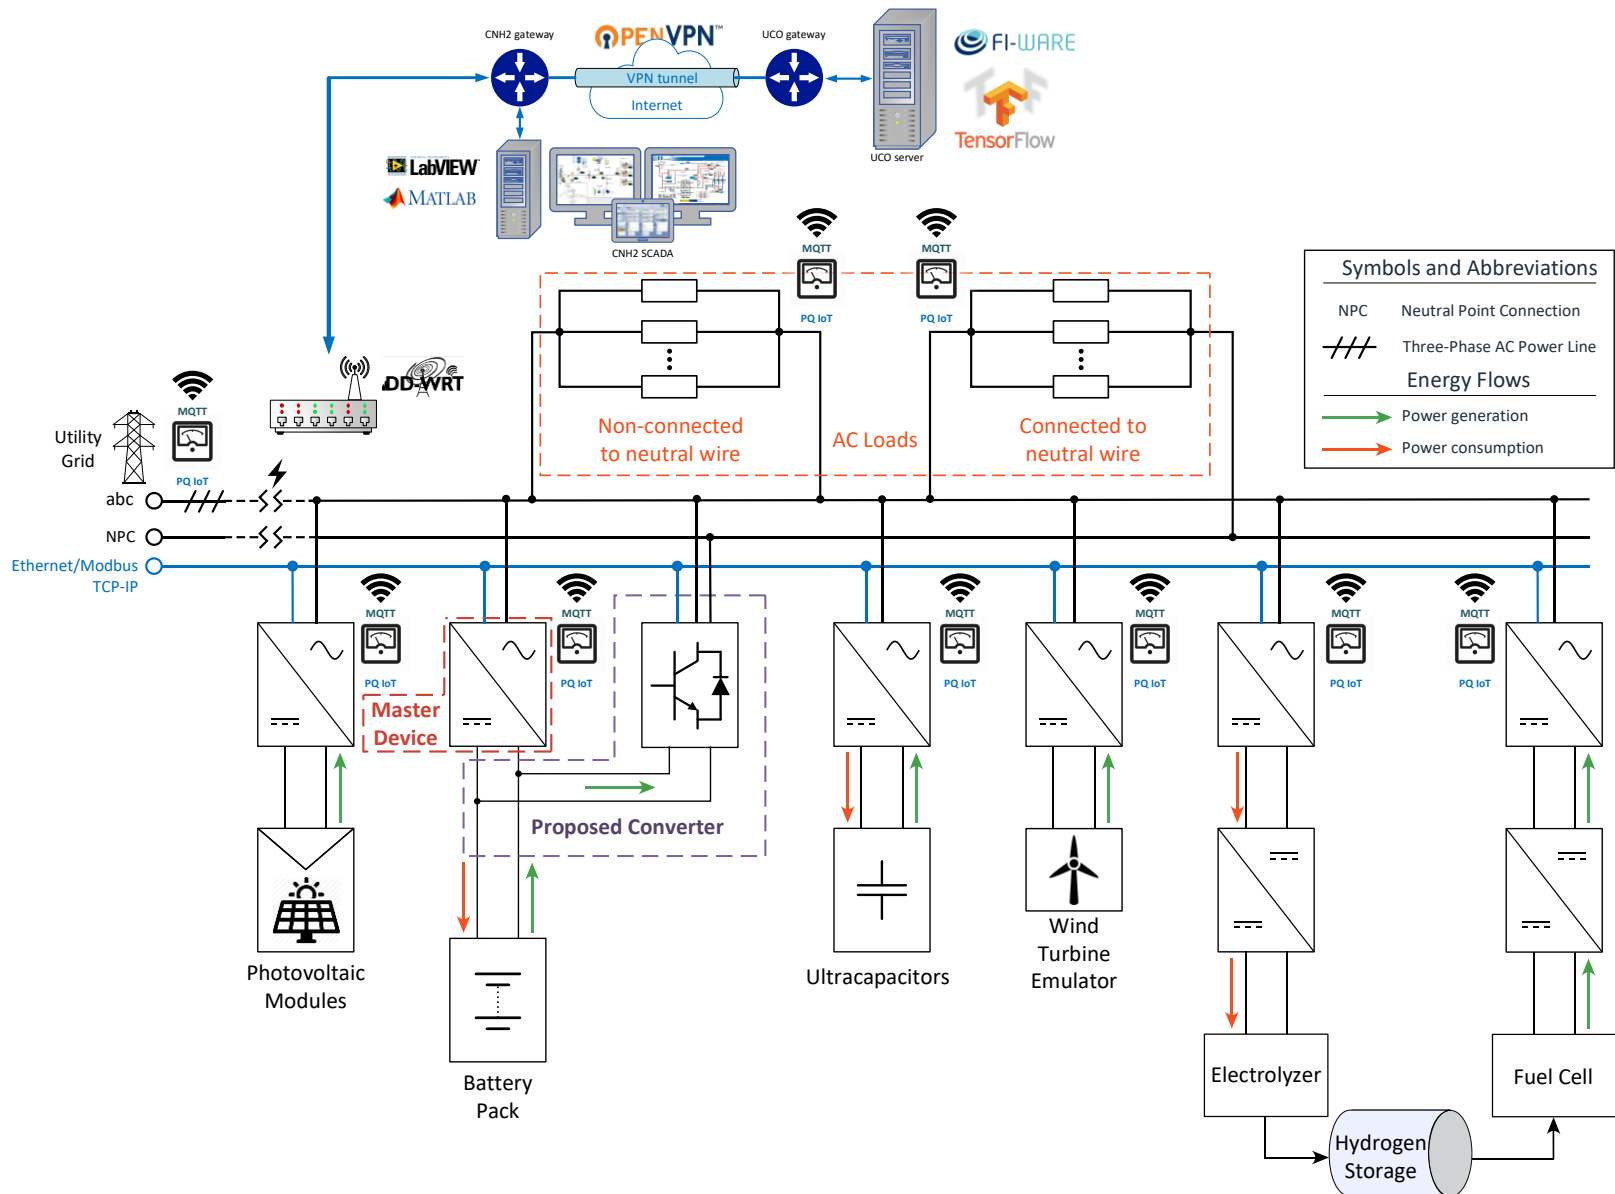 CNH2 gateway
OPENVPN™
UCO gateway
FI-WARE
VPN tunnel
Internet
TensorFlow
UCO server
LabVIEW™
MATLAB
CNH2 SCADA
MQTT
PQ IoT
MQTT
PQ IoT
Symbols and Abbreviations
NPC Neutral Point Connection
Three-Phase AC Power Line
Energy Flows
Power generation
Power consumption
DD-WRT
MQTT
PQ IoT
Utility
Grid
Non-connected
to neutral wire
AC Loads
Connected to
neutral wire
abc
NPC
Ethernet/Modbus
TCP-IP
MQTT
PQ IoT
MQTT
PQ IoT
MQTT
PQ IoT
MQTT
PQ IoT
MQTT
PQ IoT
MQTT
PQ IoT
Master
Device
Proposed Converter
Photovoltaic
Modules
Battery
Pack
Ultracapacitors
Wind
Turbine
Emulator
Electrolyzer
Fuel Cell
Hydrogen
Storage